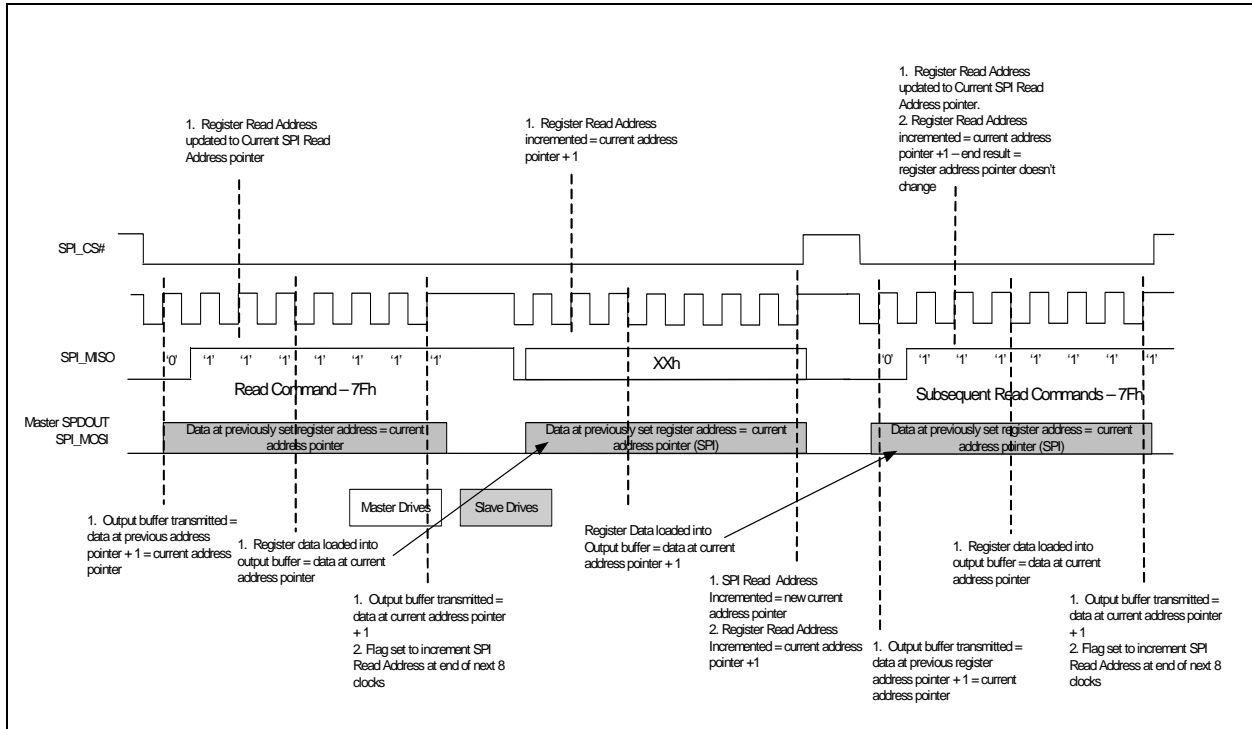 1. Register Read Address
updated to Current SPI Read
Address pointer
1. Register Read Address
incremented = current address
pointer + 1
1. Register Read Address
updated to Current SPI Read
Address pointer.
2. Register Read Address
incremented = current address
pointer +1 – end result =
register address pointer doesn't
change
SPI_CS#
SPI_MISO
'0' '1' '1' '1' '1' '1' '1' '1'
XXh
'0' '1' '1' '1' '1' '1' '1' '1'
Read Command – 7Fh
Subsequent Read Commands – 7Fh
Master SPDOUT
SPI_MOSI
Data at previously set register address = current
address pointer
Data at previously set register address = current
address pointer (SPI)
Data at previously set register address = current
address pointer (SPI)
Master Drives
Slave Drives
1. Output buffer transmitted =
data at previous address
pointer + 1 = current address
pointer
1. Register data loaded into
output buffer = data at current
address pointer
1. Output buffer transmitted =
data at current address pointer
+ 1
2. Flag set to increment SPI
Read Address at end of next 8
clocks
Register Data loaded into
Output buffer = data at current
address pointer + 1
1. SPI Read Address
Incremented = new current
address pointer
2. Register Read Address
Incremented = current address
pointer +1
1. Output buffer transmitted =
data at previous register
address pointer + 1 = current
address pointer
1. Register data loaded into
output buffer = data at current
address pointer
1. Output buffer transmitted =
data at current address pointer
+ 1
2. Flag set to increment SPI
Read Address at end of next 8
clocks